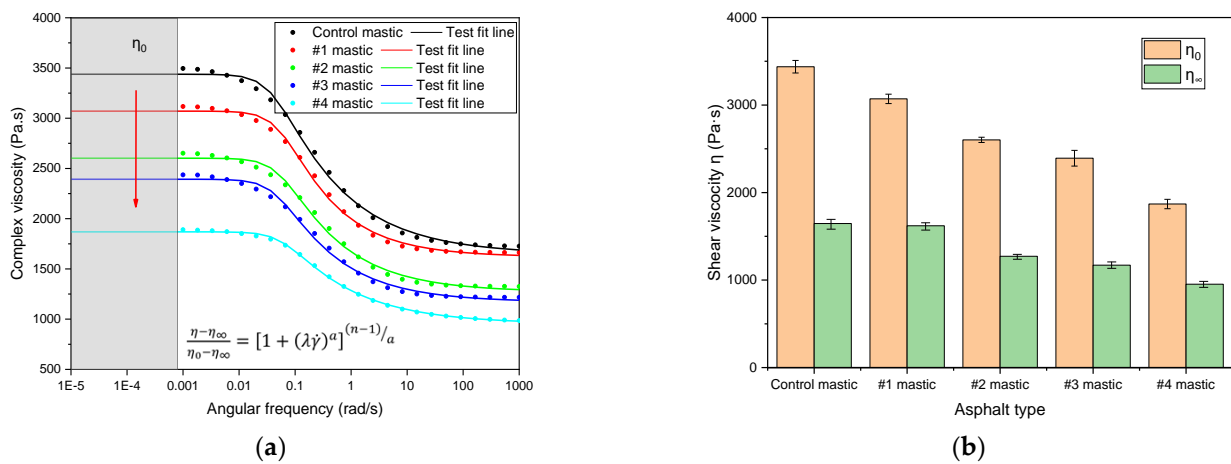 4000
3500
3000
2500
2000
1500
1000
500
Complex viscosity (Pa.s)
η0
Control mastic Test fit line
#1 mastic Test fit line
#2 mastic Test fit line
#3 mastic Test fit line
#4 mastic Test fit line
η−η∞/η0−η∞ = [1 + (λγ̇)^a]^(n−1)/a
1E-5 1E-4 0.001 0.01 0.1 1 10 100 1000
Angular frequency (rad/s)
(a)
4000
3000
2000
1000
0
Shear viscocity η (Pa·s)
η0
η∞
Control mastic #1 mastic #2 mastic #3 mastic #4 mastic
Asphalt type
(b)